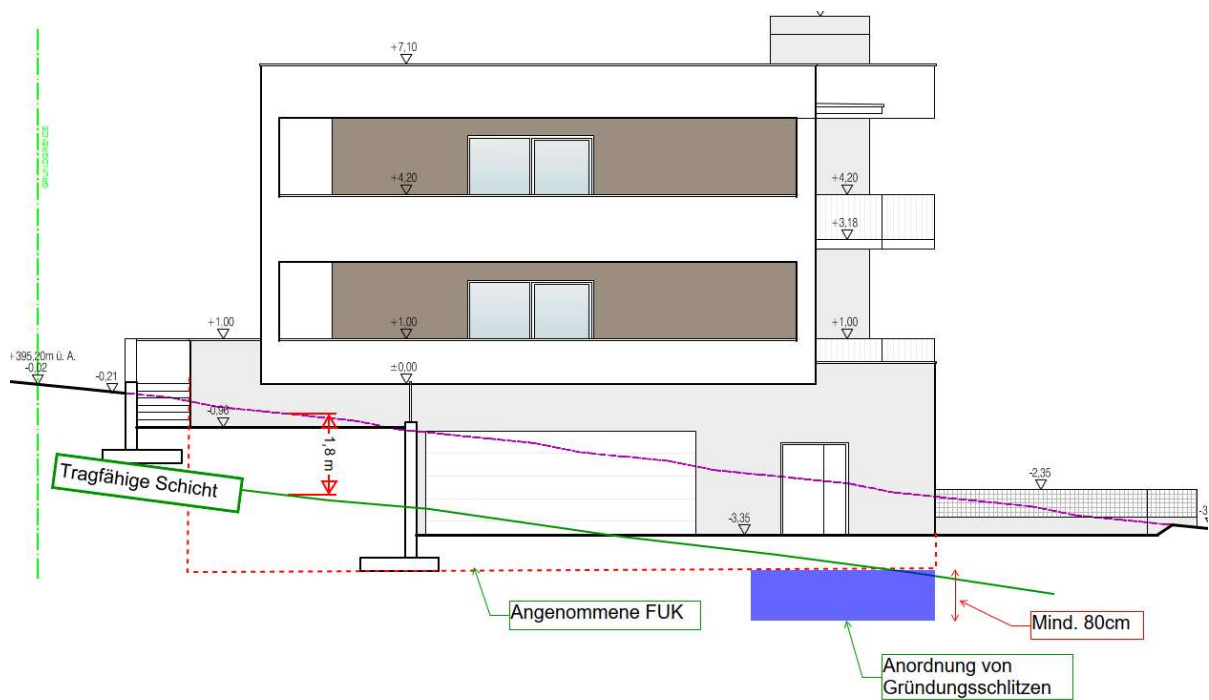 +7,10
GRUNDGRENZE
+4,20
+4,20
+3,18
+1,00
+1,00
+1,00
+395,20m ü. A.
-0,02
-0,21
±0,00
-0,96
1,8 m
Tragfähige Schicht
-2,35
-3,35
-3
Angenommene FUK
Mind. 80cm
Anordnung von
Gründungsschlitzen